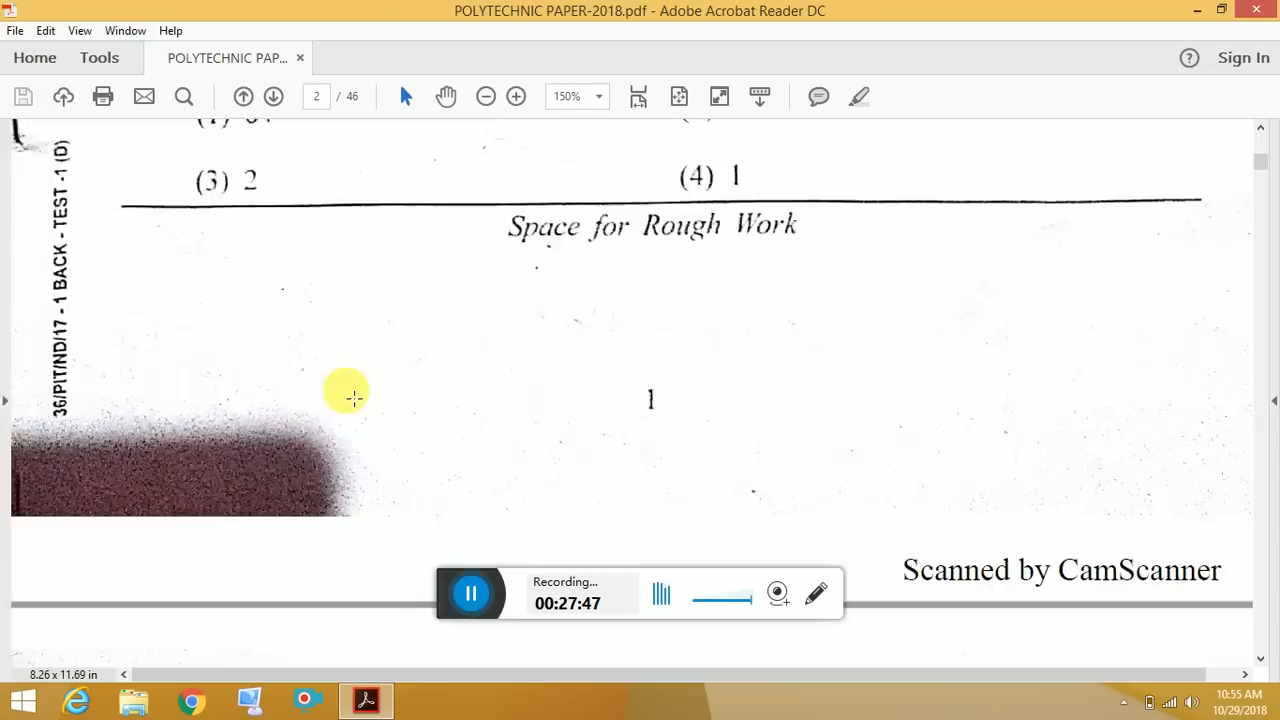 POLYTECHNIC PAPER-2018.pdf - Adobe Acrobat Reader DC
File Edit View Window Help
Home Tools POLYTECHNIC PAP... × Sign In
2 / 46 150%
(3) 2 (4) 1
Space for Rough Work
36/PIT/ND/17 - 1 BACK - TEST -1 (D)
1
Scanned by CamScanner
Recording...
00:27:47
8.26 x 11.69 in
10:55 AM
10/29/2018